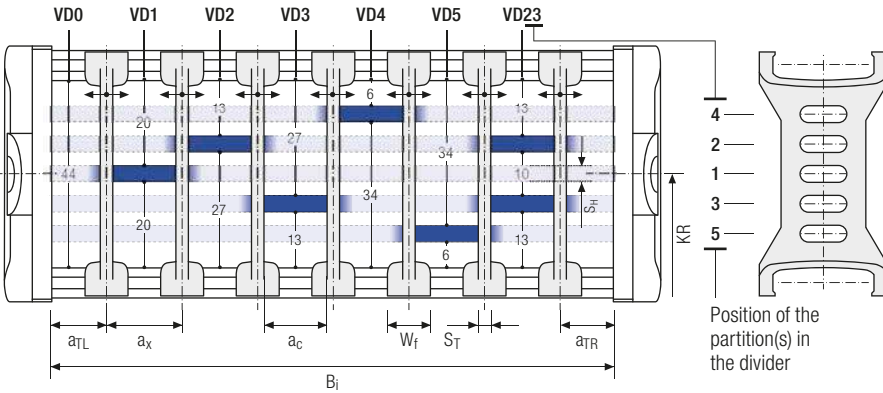 VD0 VD1 VD2 VD3 VD4 VD5 VD23
6
13 13
20
4
27
2
34
44 10 1
SH
34
27 3
20 KR
13 13 5
6
Position of the
partition(s) in
the divider
aTL ax ac Wf ST aTR
Bi